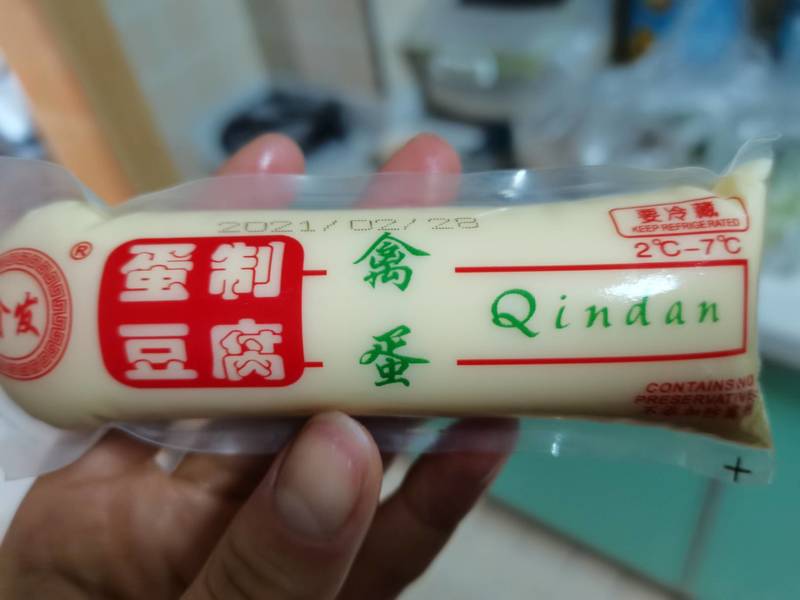 2021/02/28
要冷藏
KEEP REFRIGERATED
2℃-7℃
®
蛋制
豆腐
禽
蛋
Qindan
发
CONTAINS NO
PRESERVATIVES